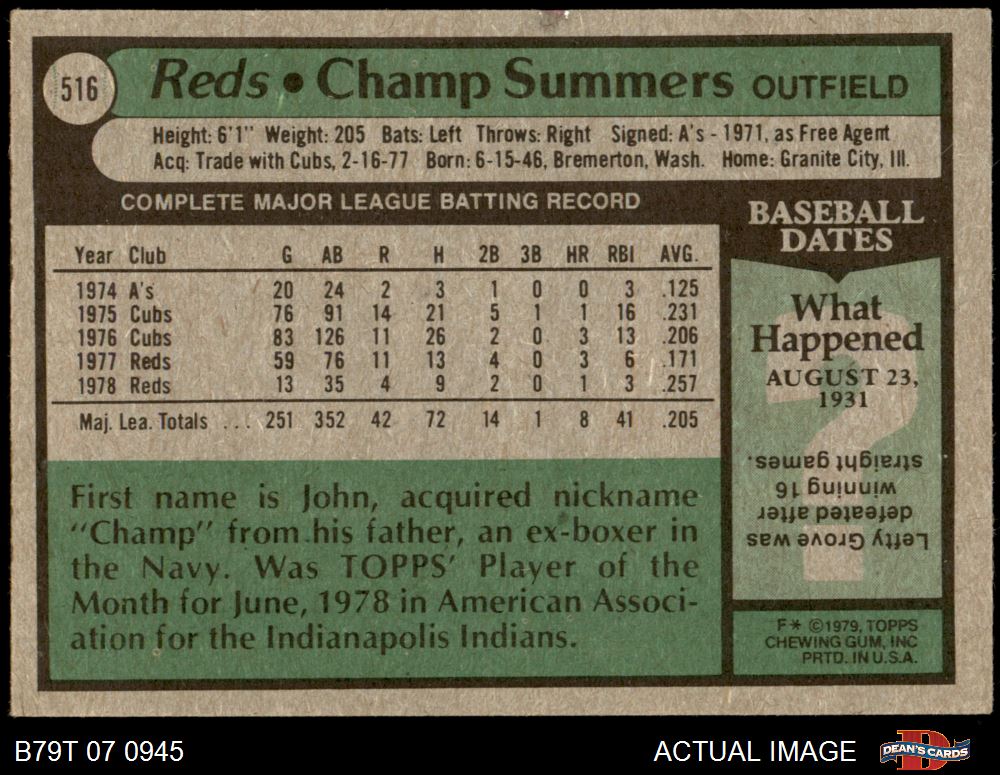 516
Reds • Champ Summers OUTFIELD
Height: 6'1" Weight: 205 Bats: Left Throws: Right Signed: A's - 1971, as Free Agent
Acq: Trade with Cubs, 2-16-77 Born: 6-15-46, Bremerton, Wash. Home: Granite City, Ill.
COMPLETE MAJOR LEAGUE BATTING RECORD
Year Club G AB R H 2B 3B HR RBI AVG.
1974 A's 20 24 2 3 1 0 0 3 .125
1975 Cubs 76 91 14 21 5 1 1 16 .231
1976 Cubs 83 126 11 26 2 0 3 13 .206
1977 Reds 59 76 11 13 4 0 3 6 .171
1978 Reds 13 35 4 9 2 0 1 3 .257
Maj. Lea. Totals ... 251 352 42 72 14 1 8 41 .205
First name is John, acquired nickname
"Champ" from his father, an ex-boxer in
the Navy. Was TOPPS' Player of the
Month for June, 1978 in American Associ-
ation for the Indianapolis Indians.
BASEBALL
DATES
What
Happened
AUGUST 23,
1931
?
Lefty Grove was
defeated after
winning 16
straight games.
F* ©1979, TOPPS
CHEWING GUM, INC
PRTD. IN U.S.A.
B79T 07 0945
ACTUAL IMAGE
D
DEAN'S CARDS